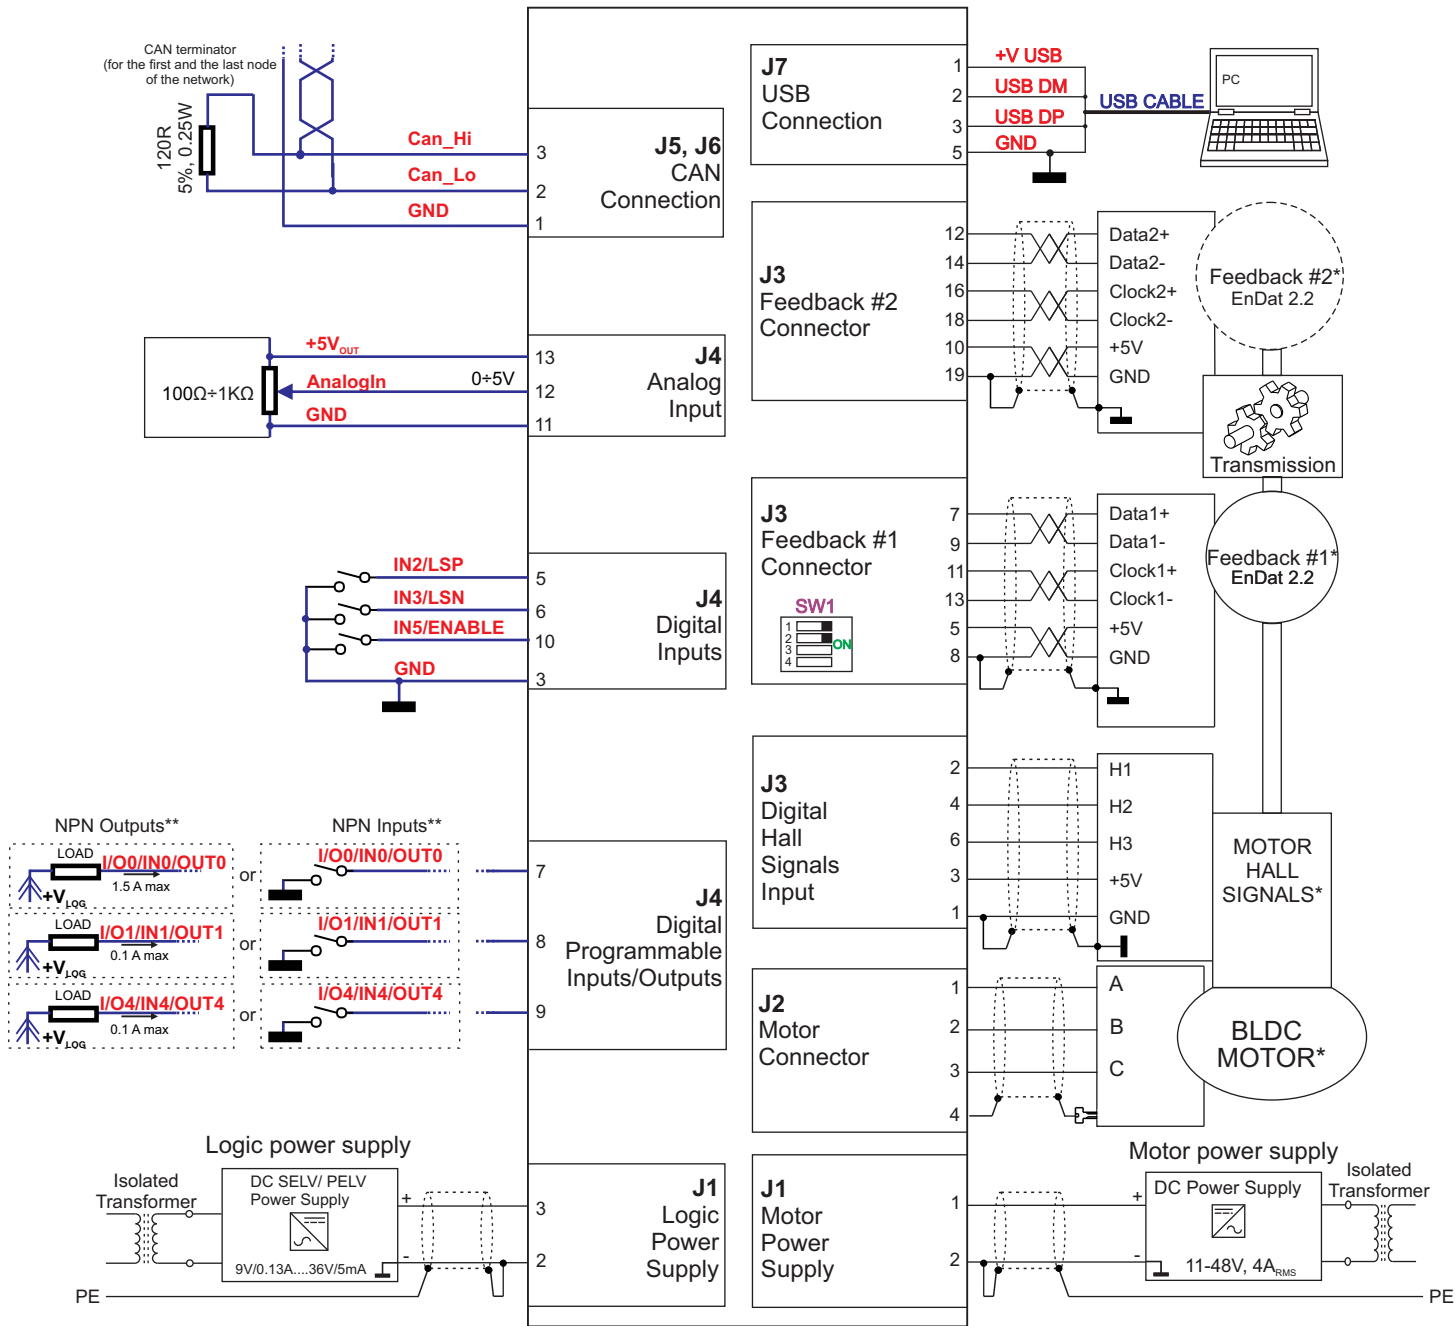 CAN terminator
(for the first and the last node
of the network)
120R
5%, 0.25W
Can_Hi
3
Can_Lo
2
GND
1
J5, J6
CAN
Connection
J7
USB
Connection
1
+V USB
2
USB DM
3
USB DP
5
GND
USB CABLE
PC
J3
Feedback #2
Connector
12
Data2+
14
Data2-
16
Clock2+
18
Clock2-
10
+5V
19
GND
Feedback #2*
EnDat 2.2
Transmission
100Ω÷1KΩ
+5VOUT
13
AnalogIn
0÷5V
12
GND
11
J4
Analog
Input
J3
Feedback #1
Connector
SW1
1
2
3
4
ON
7
Data1+
9
Data1-
11
Clock1+
13
Clock1-
5
+5V
8
GND
Feedback #1*
EnDat 2.2
IN2/LSP
5
IN3/LSN
6
IN5/ENABLE
10
GND
3
J4
Digital
Inputs
J3
Digital
Hall
Signals
Input
2
H1
4
H2
6
H3
3
+5V
1
GND
MOTOR
HALL
SIGNALS*
NPN Outputs**
NPN Inputs**
LOAD
I/O0/IN0/OUT0
1.5 A max
+VLOG
or
I/O0/IN0/OUT0
7
LOAD
I/O1/IN1/OUT1
0.1 A max
+VLOG
or
I/O1/IN1/OUT1
8
LOAD
I/O4/IN4/OUT4
0.1 A max
+VLOG
or
I/O4/IN4/OUT4
9
J4
Digital
Programmable
Inputs/Outputs
J2
Motor
Connector
1
A
2
B
3
C
4
BLDC
MOTOR*
Logic power supply
Isolated
Transformer
DC SELV/ PELV
Power Supply
9V/0.13A....36V/5mA
+
-
PE
3
2
J1
Logic
Power
Supply
J1
Motor
Power
Supply
1
2
Motor power supply
+
-
DC Power Supply
11-48V, 4ARMS
Isolated
Transformer
PE